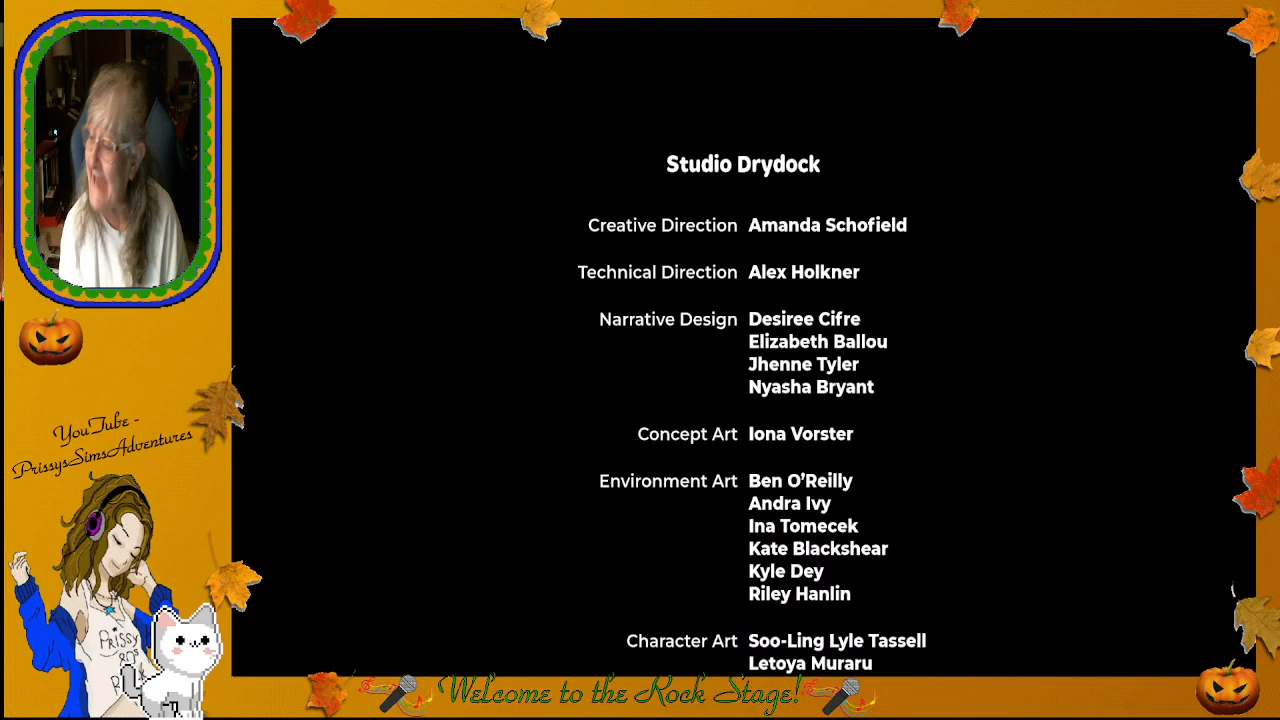 Studio Drydock
Creative Direction Amanda Schofield
Technical Direction Alex Holkner
Narrative Design Desiree Cifre
Elizabeth Ballou
Jhenne Tyler
Nyasha Bryant
Concept Art Iona Vorster
Environment Art Ben O’Reilly
Andra Ivy
Ina Tomecek
Kate Blackshear
Kyle Dey
Riley Hanlin
Character Art Soo-Ling Lyle Tassell
Letoya Muraru
YouTube -
PrissysSimsAdventures
Prissy
80's
Welcome to the Rock Stage!